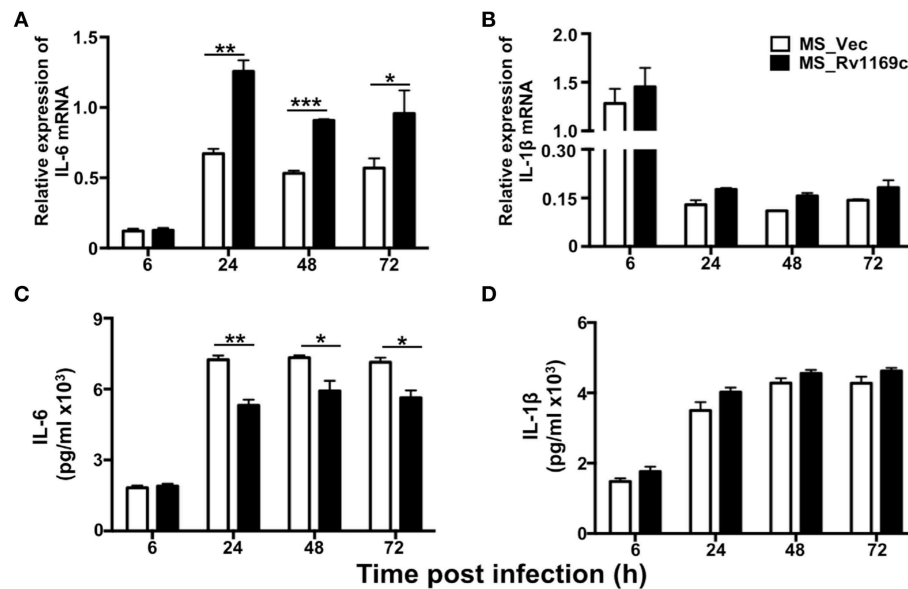 A
Relative expression of
IL-6 mRNA
1.5
1.0
0.5
0
**
***
*
6 24 48 72
B
Relative expression of
IL-1β mRNA
2.0
1.5
1.0
0.30
0.15
0
MS_Vec
MS_Rv1169c
6 24 48 72
C
IL-6
(pg/ml x10³)
9
6
3
0
**
*
*
6 24 48 72
D
IL-1β
(pg/ml x10³)
6
4
2
0
6 24 48 72
Time post infection (h)